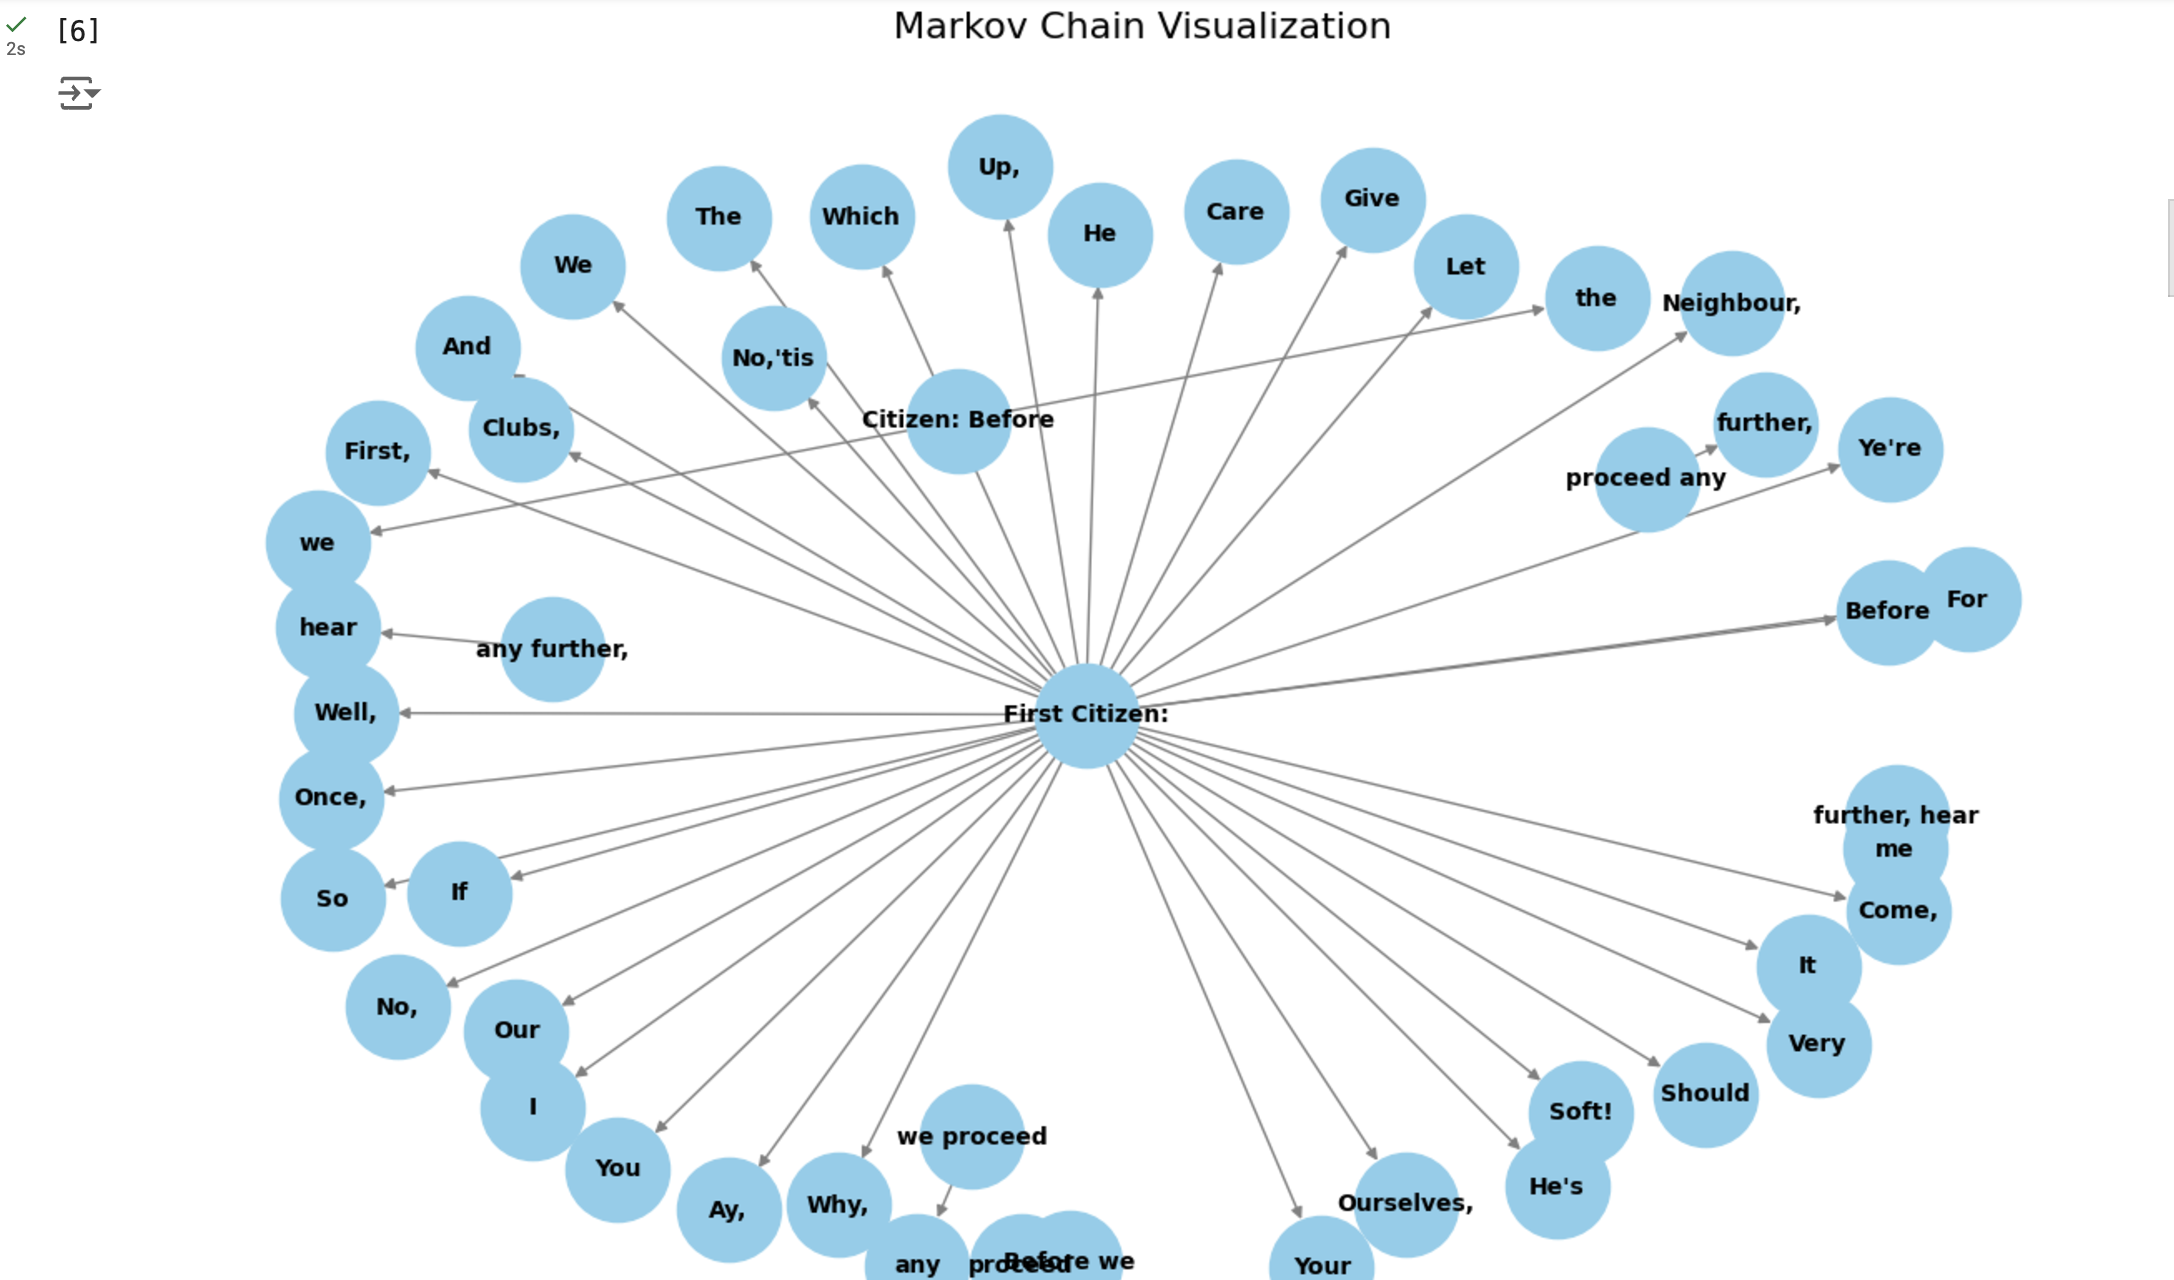 [6]
2s
Markov Chain Visualization
Up,
The
Which
He
Care
Give
We
Let
the
Neighbour,
And
No,'tis
Citizen: Before
Clubs,
First,
further,
Ye're
proceed any
we
hear
any further,
Before
For
Well,
First Citizen:
Once,
further, hear
me
So
If
Come,
It
No,
Our
Very
I
Soft!
Should
we proceed
You
Ay,
Why,
Ourselves,
He's
any
proceed
Before we
Your